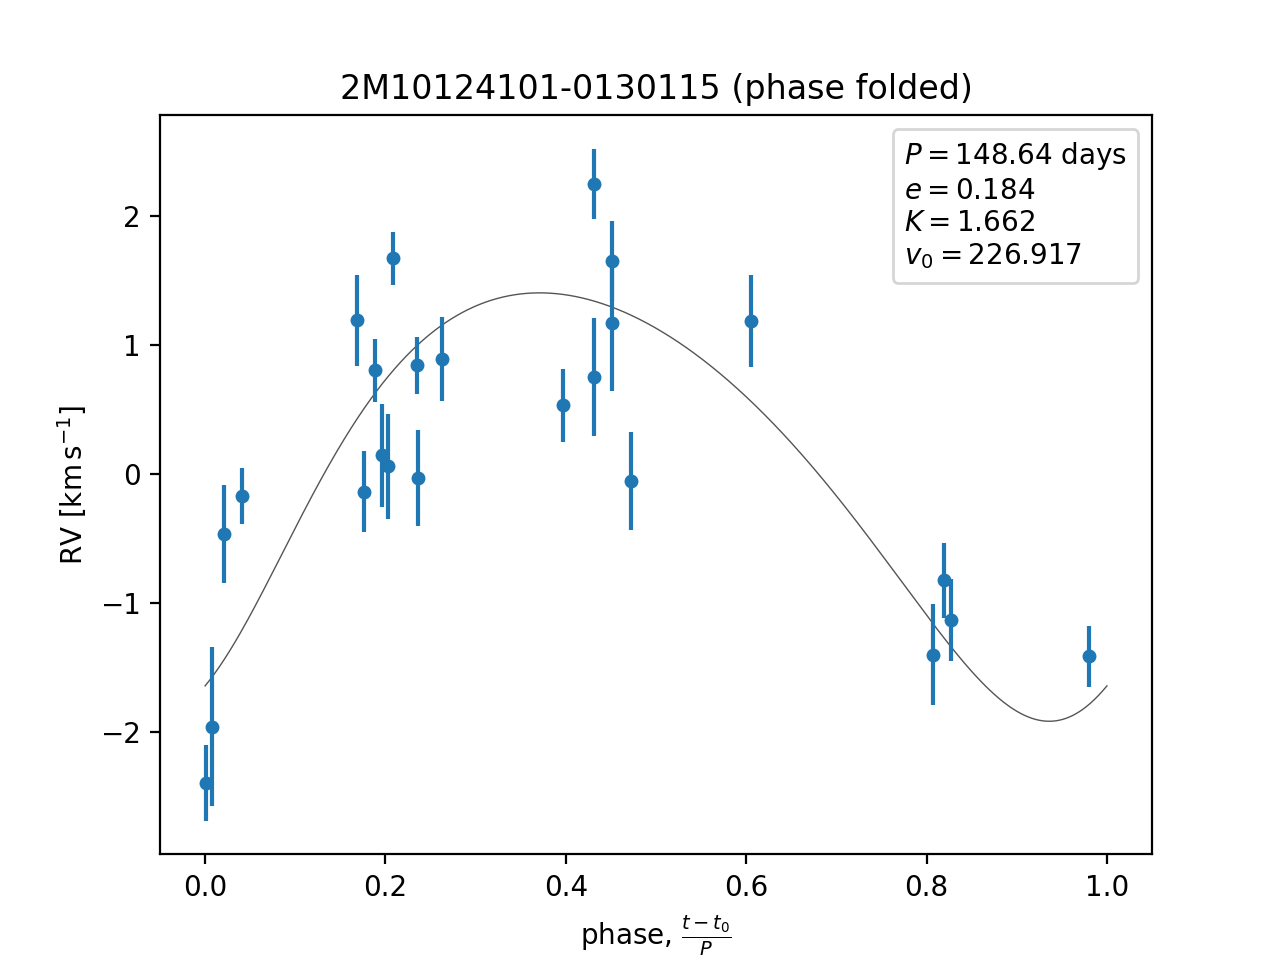 2M10124101-0130115 (phase folded)
P = 148.64 days
e = 0.184
K = 1.662
v₀ = 226.917
RV [km s⁻¹]
2
1
0
−1
−2
0.0 0.2 0.4 0.6 0.8 1.0
phase, (t − t₀)/P